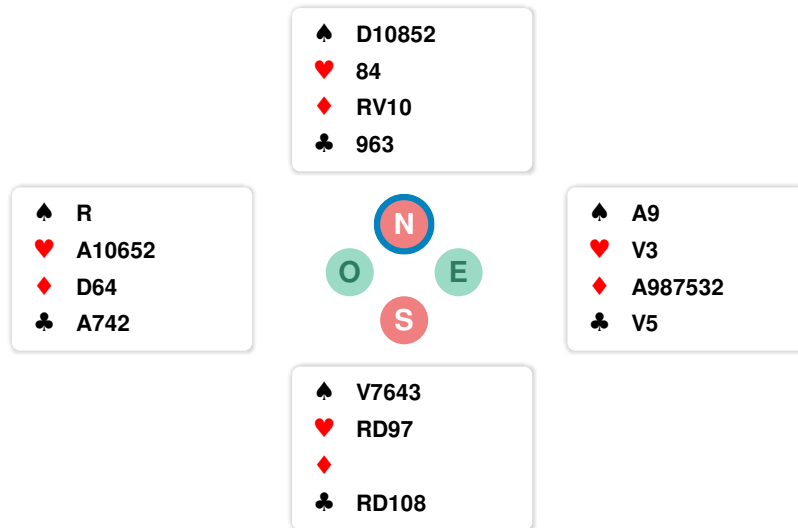 ♠ D10852
♥ 84
♦ RV10
♣ 963
♠ R
♥ A10652
♦ D64
♣ A742
N
O E
S
♠ A9
♥ V3
♦ A987532
♣ V5
♠ V7643
♥ RD97
♦
♣ RD108